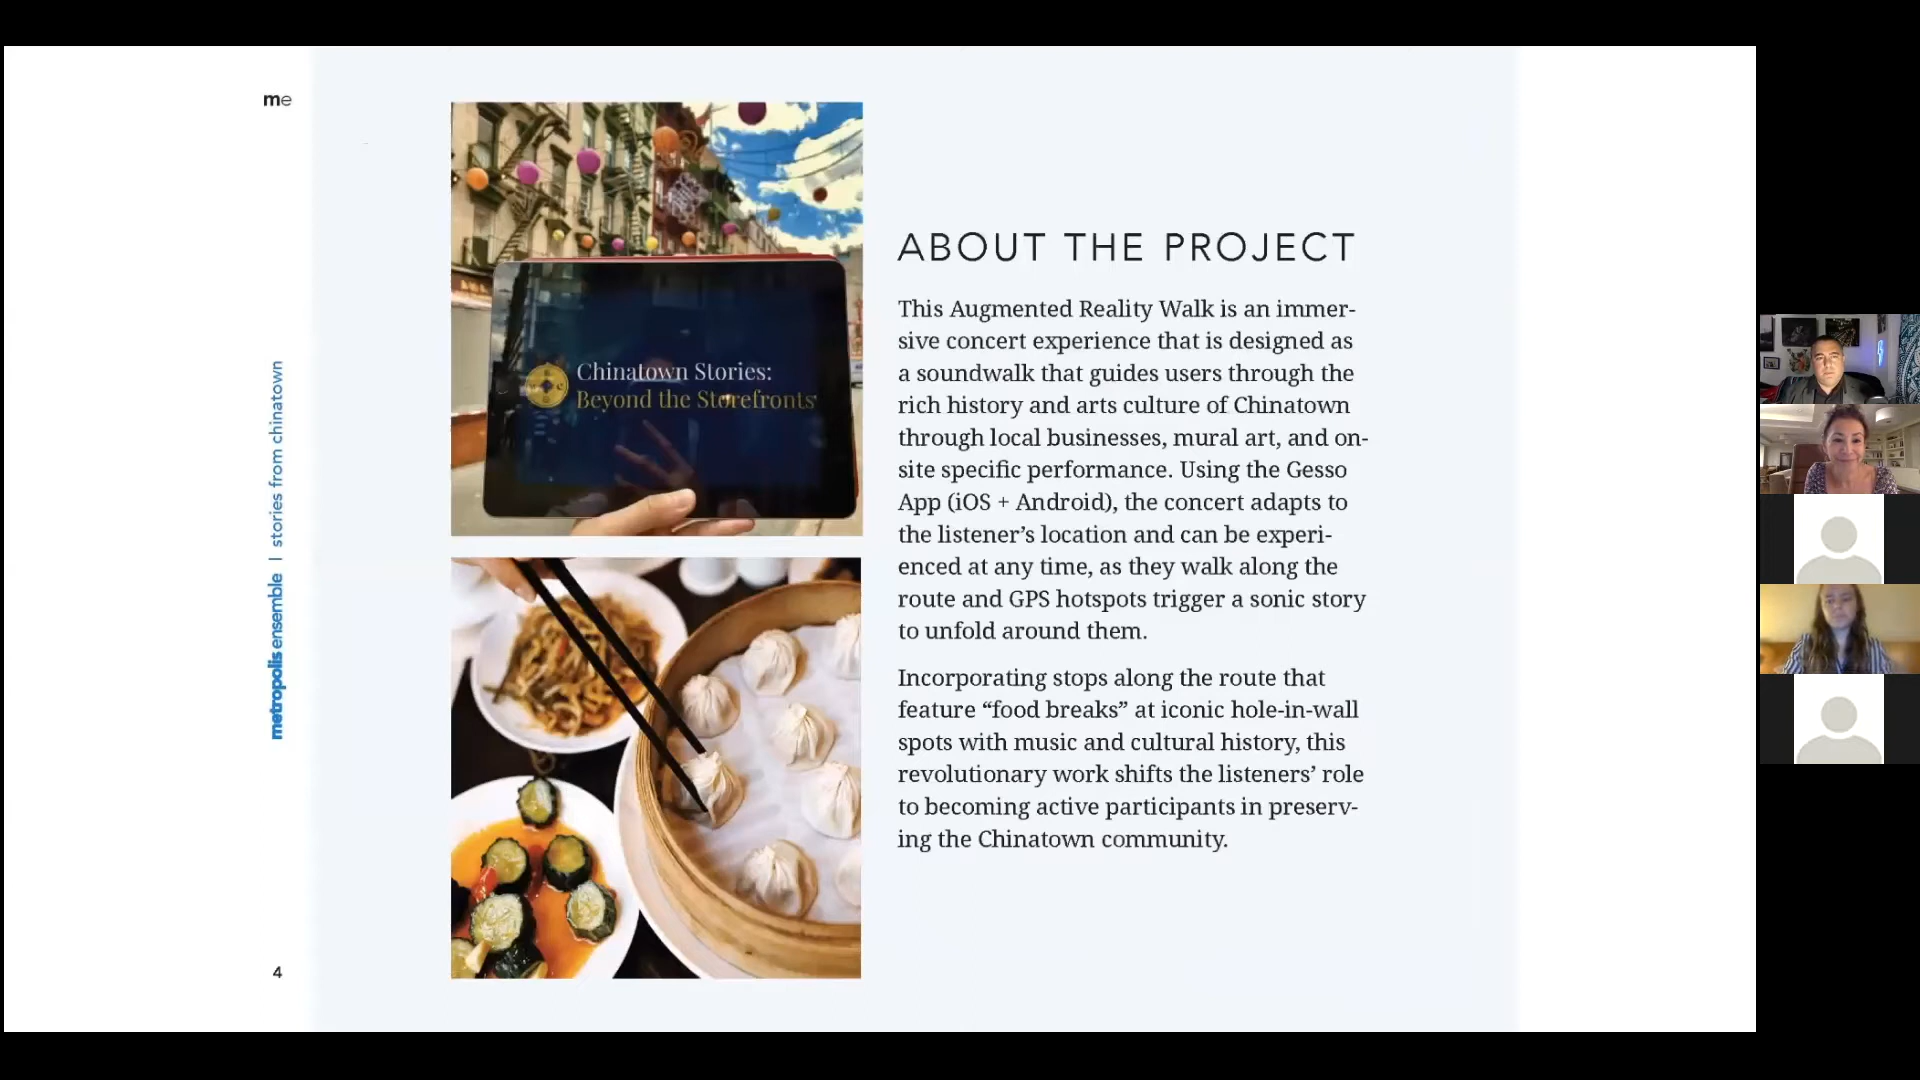 me
metropolis ensemble | stories from chinatown
4
Chinatown Stories:
Beyond the Storefronts
ABOUT THE PROJECT
This Augmented Reality Walk is an immer-
sive concert experience that is designed as
a soundwalk that guides users through the
rich history and arts culture of Chinatown
through local businesses, mural art, and on-
site specific performance. Using the Gesso
App (iOS + Android), the concert adapts to
the listener’s location and can be experi-
enced at any time, as they walk along the
route and GPS hotspots trigger a sonic story
to unfold around them.
Incorporating stops along the route that
feature “food breaks” at iconic hole-in-wall
spots with music and cultural history, this
revolutionary work shifts the listeners’ role
to becoming active participants in preserv-
ing the Chinatown community.